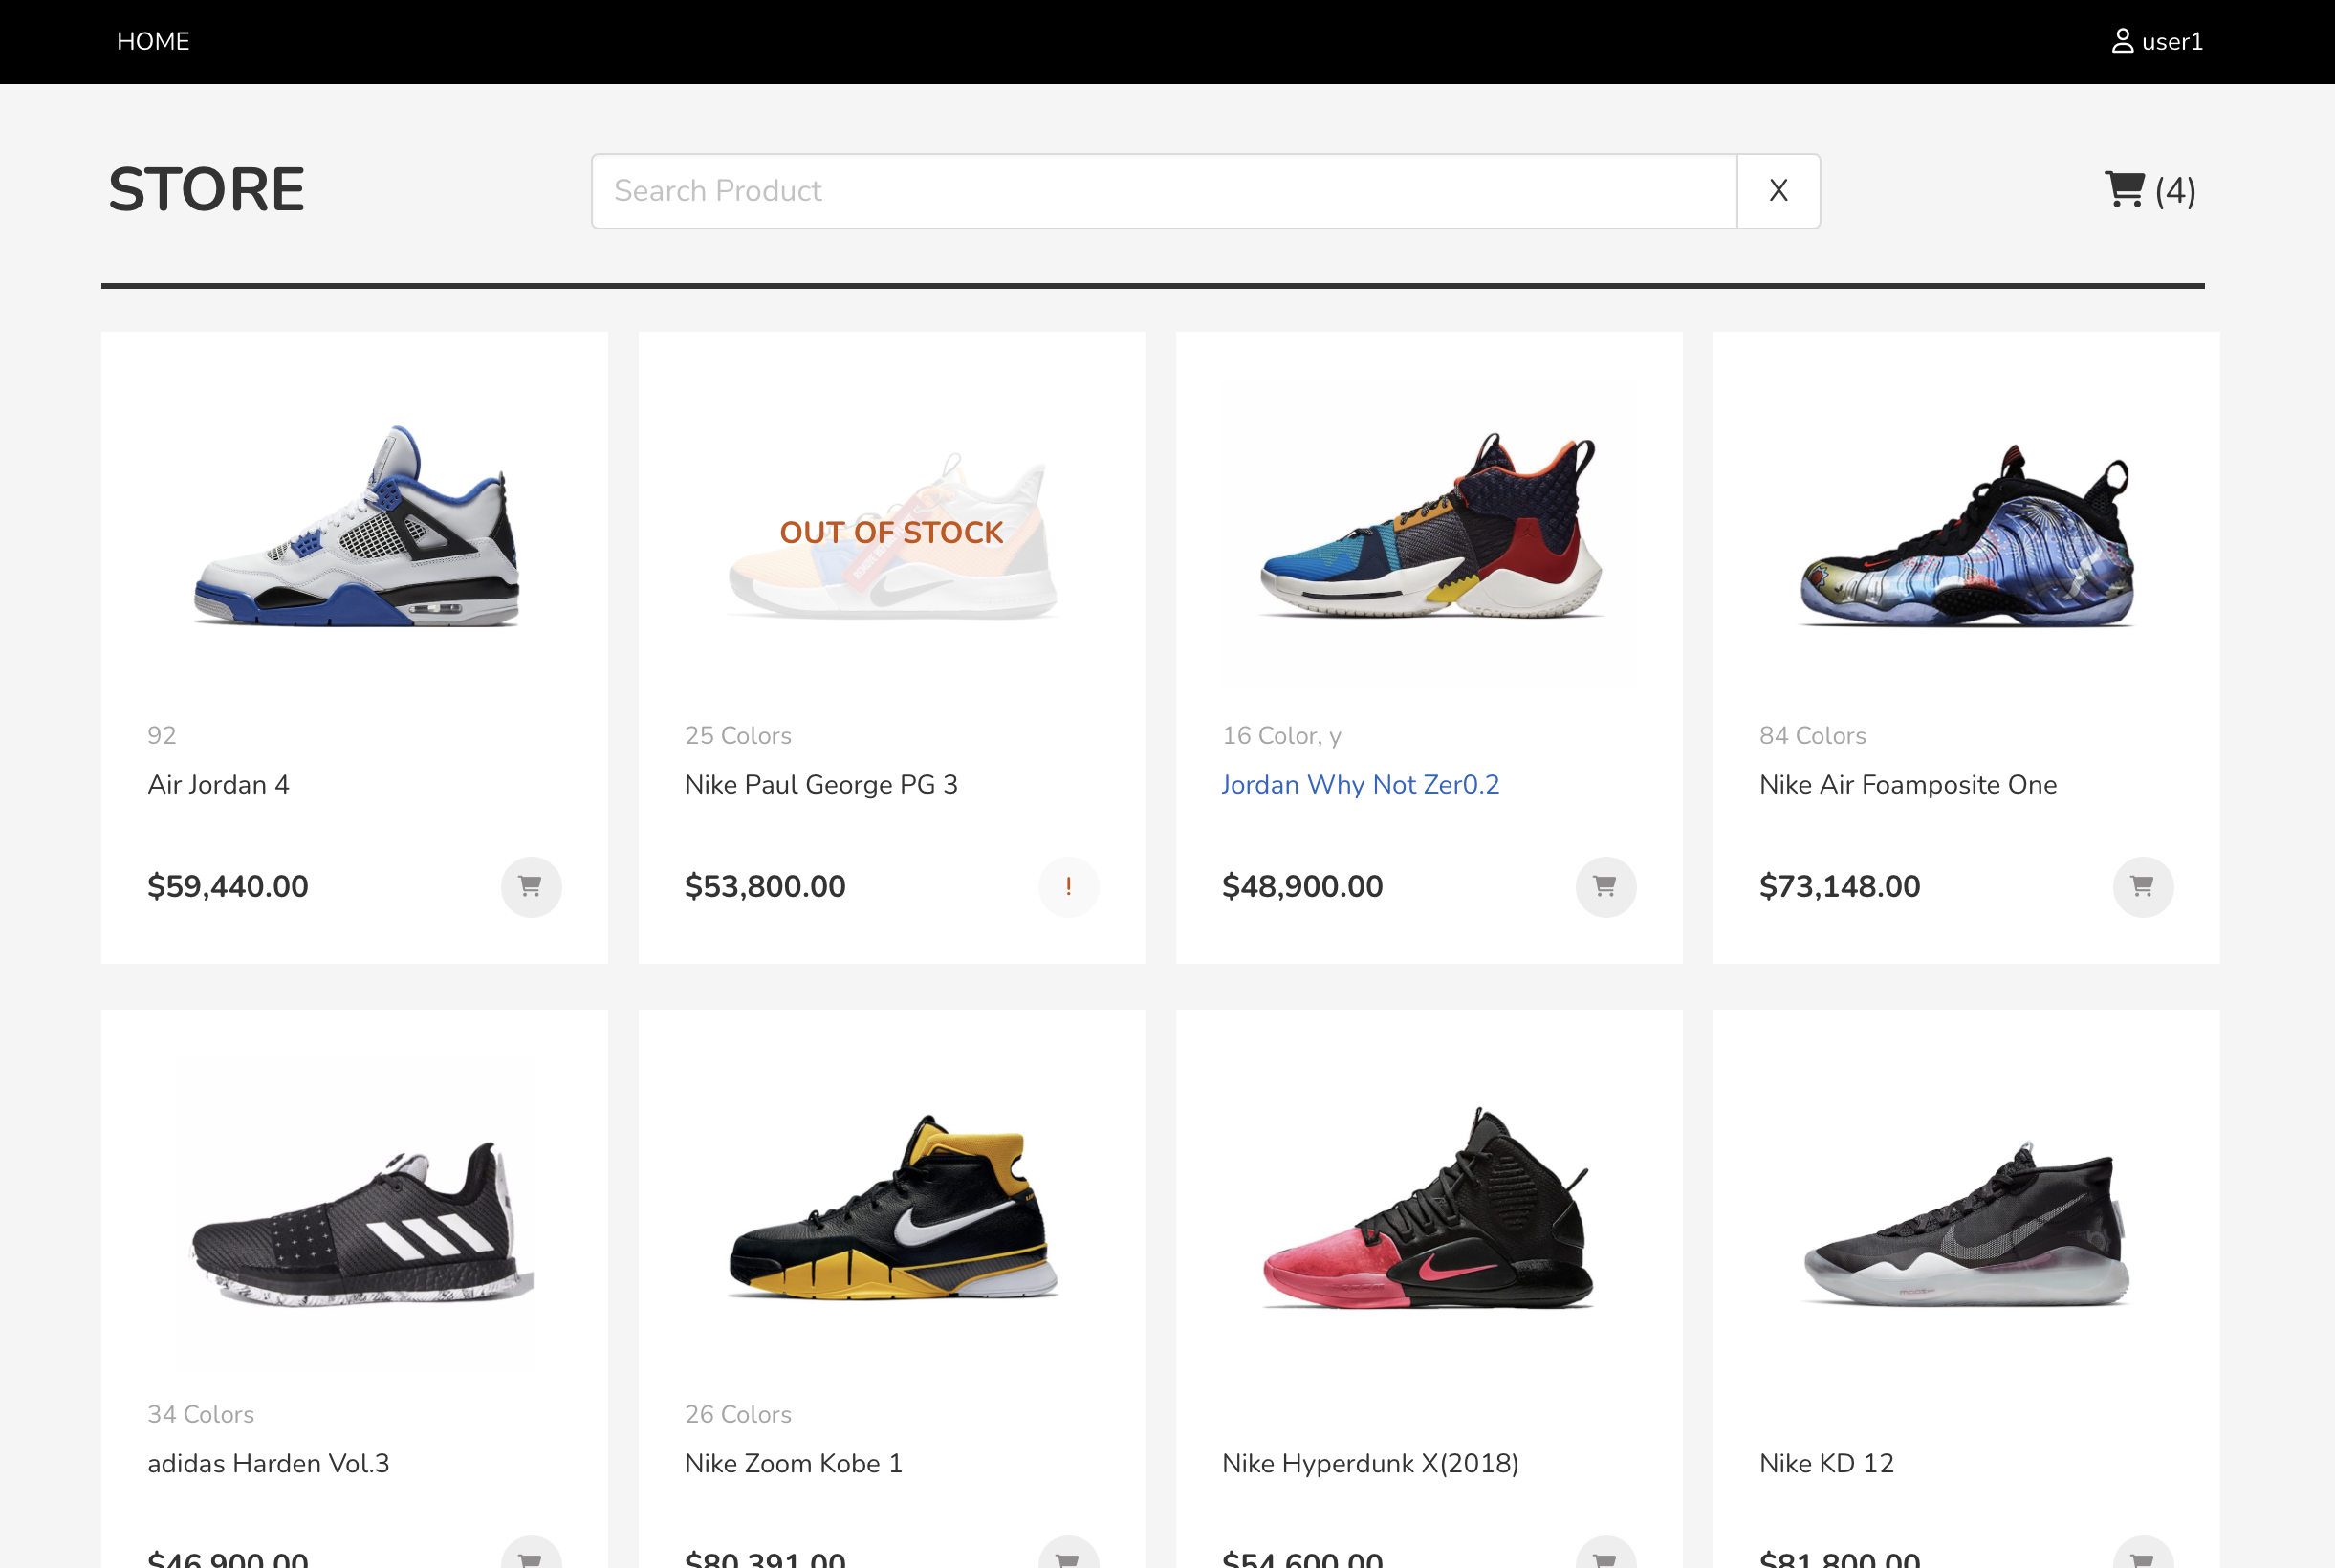 HOME
user1
STORE
Search Product
X
(4)
OUT OF STOCK
92
25 Colors
16 Color, y
84 Colors
Air Jordan 4
Nike Paul George PG 3
Jordan Why Not Zer0.2
Nike Air Foamposite One
$59,440.00
$53,800.00
!
$48,900.00
$73,148.00
34 Colors
26 Colors
adidas Harden Vol.3
Nike Zoom Kobe 1
Nike Hyperdunk X(2018)
Nike KD 12
$46,900.00
$80,391.00
$54,600.00
$81,800.00